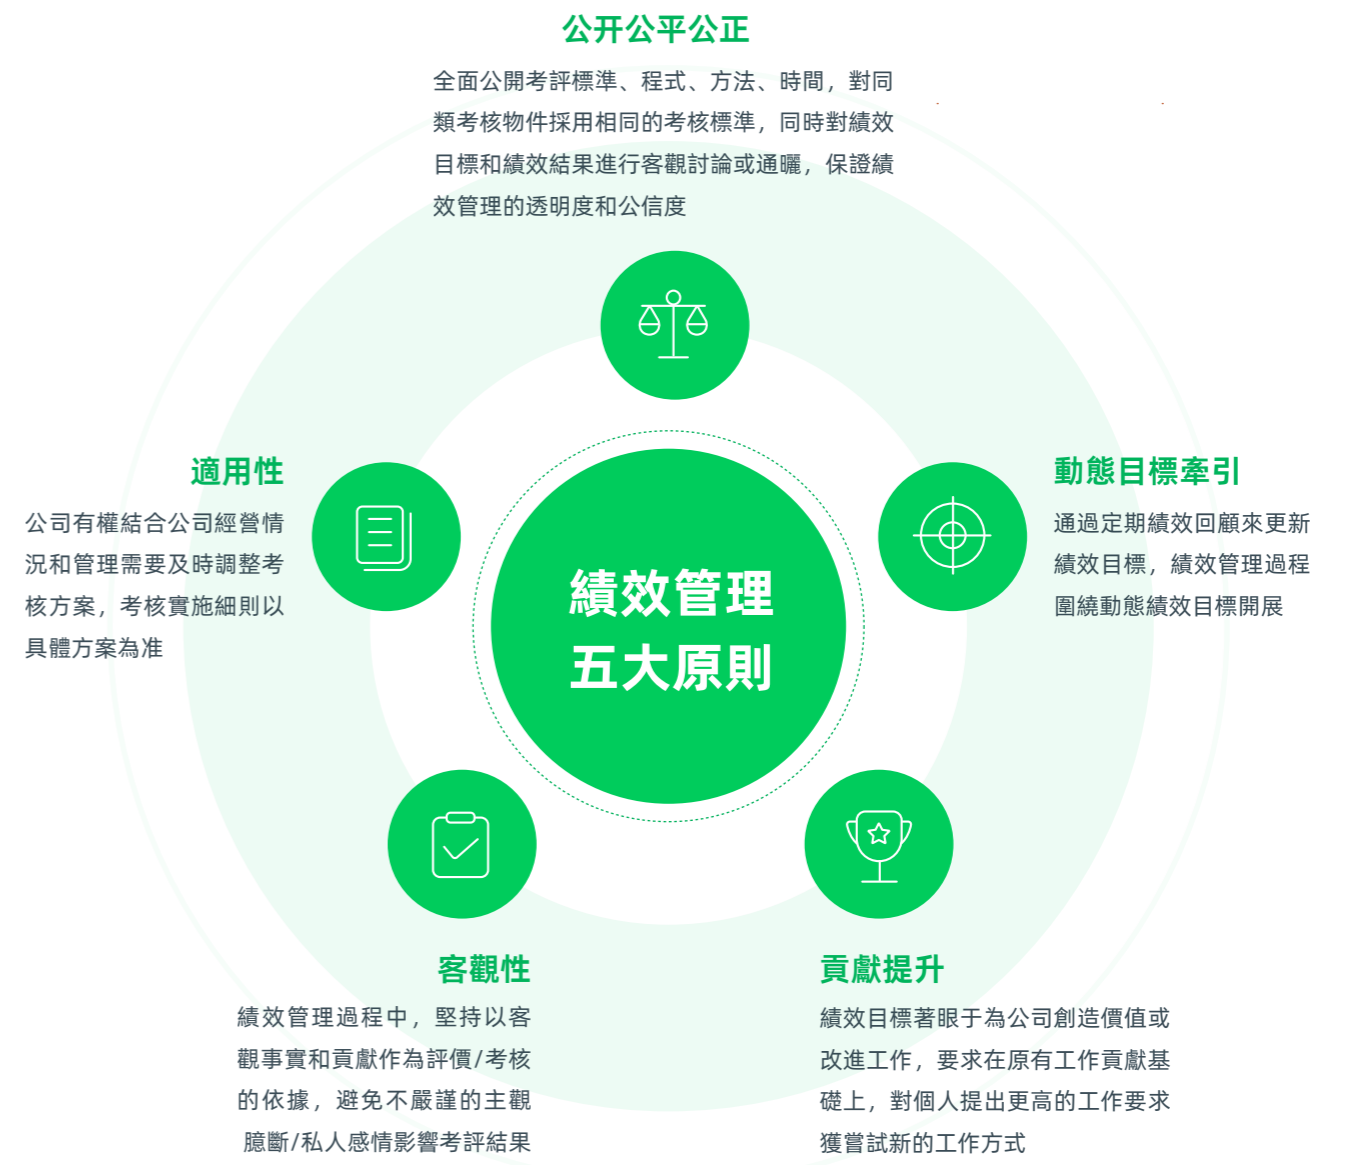 公开公平公正
全面公開考評標準、程式、方法、時間，對同
類考核物件採用相同的考核標準，同時對績效
目標和績效結果進行客觀討論或通曬，保證績
效管理的透明度和公信度
適用性
公司有權結合公司經營情
況和管理需要及時調整考
核方案，考核實施細則以
具體方案為准
動態目標牽引
通過定期績效回顧來更新
績效目標，績效管理過程
圍繞動態績效目標開展
績效管理
五大原則
客觀性
績效管理過程中，堅持以客
觀事實和貢獻作為評價/考核
的依據，避免不嚴謹的主觀
臆斷/私人感情影響考評結果
貢獻提升
績效目標著眼于為公司創造價值或
改進工作，要求在原有工作貢獻基
礎上，對個人提出更高的工作要求
獲嘗試新的工作方式